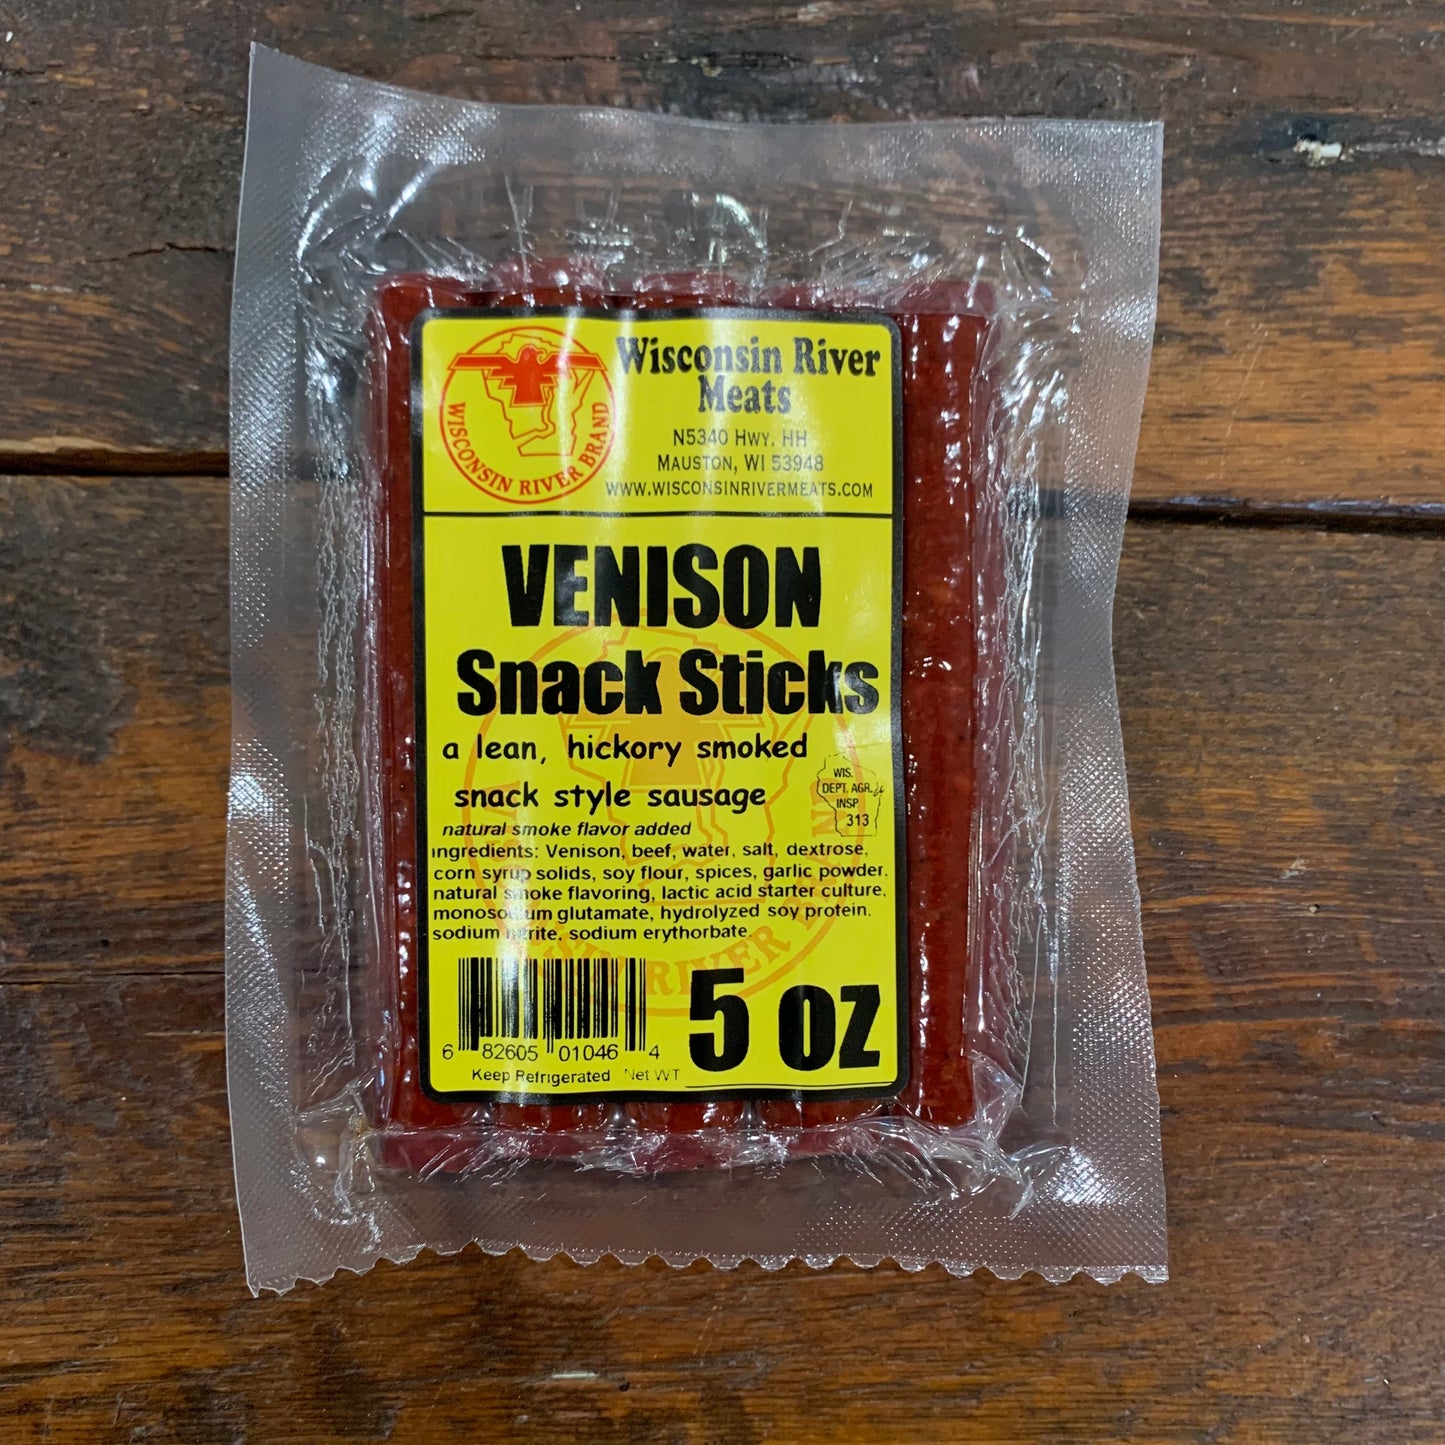 WISCONSIN RIVER BRAND
Wisconsin River
Meats
N5340 HWY. HH
MAUSTON, WI 53948
WWW.WISCONSINRIVERMEATS.COM
VENISON
Snack Sticks
a lean, hickory smoked
snack style sausage
WIS.
DEPT. AGR.
INSP.
313
natural smoke flavor added
ingredients: Venison, beef, water, salt, dextrose,
corn syrup solids, soy flour, spices, garlic powder,
natural smoke flavoring, lactic acid starter culture,
monosodium glutamate, hydrolyzed soy protein,
sodium nitrite, sodium erythorbate.
6 82605 01046 4
Keep Refrigerated Net WT
5 oz